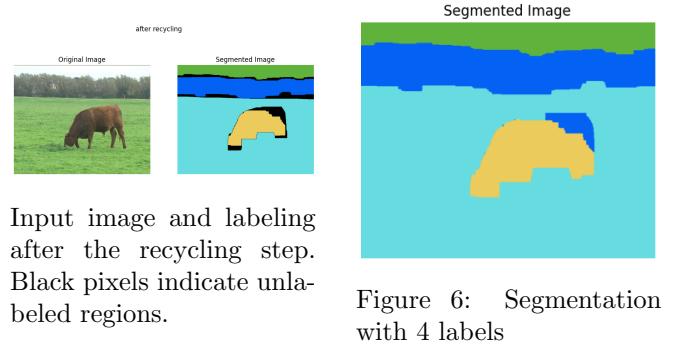 after recycling
Original Image
Segmented Image
Input image and labeling
after the recycling step.
Black pixels indicate unla-
beled regions.
Segmented Image
Figure 6: Segmentation
with 4 labels